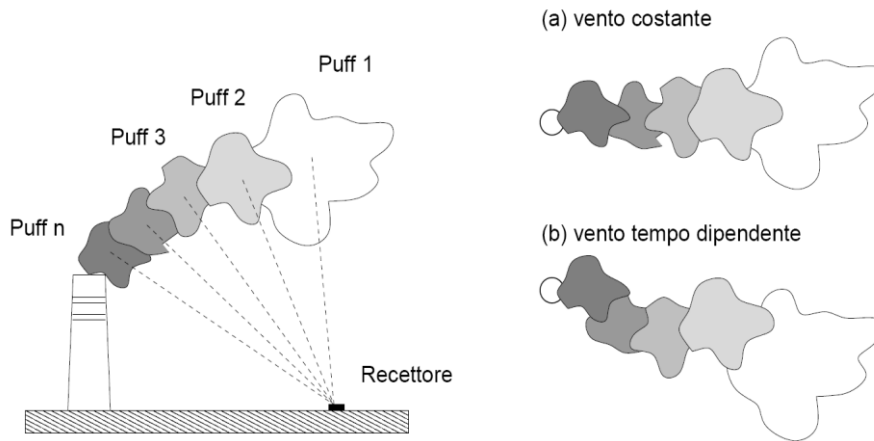 Puff 1
Puff 2
Puff 3
Puff n
Recettore
(a) vento costante
(b) vento tempo dipendente